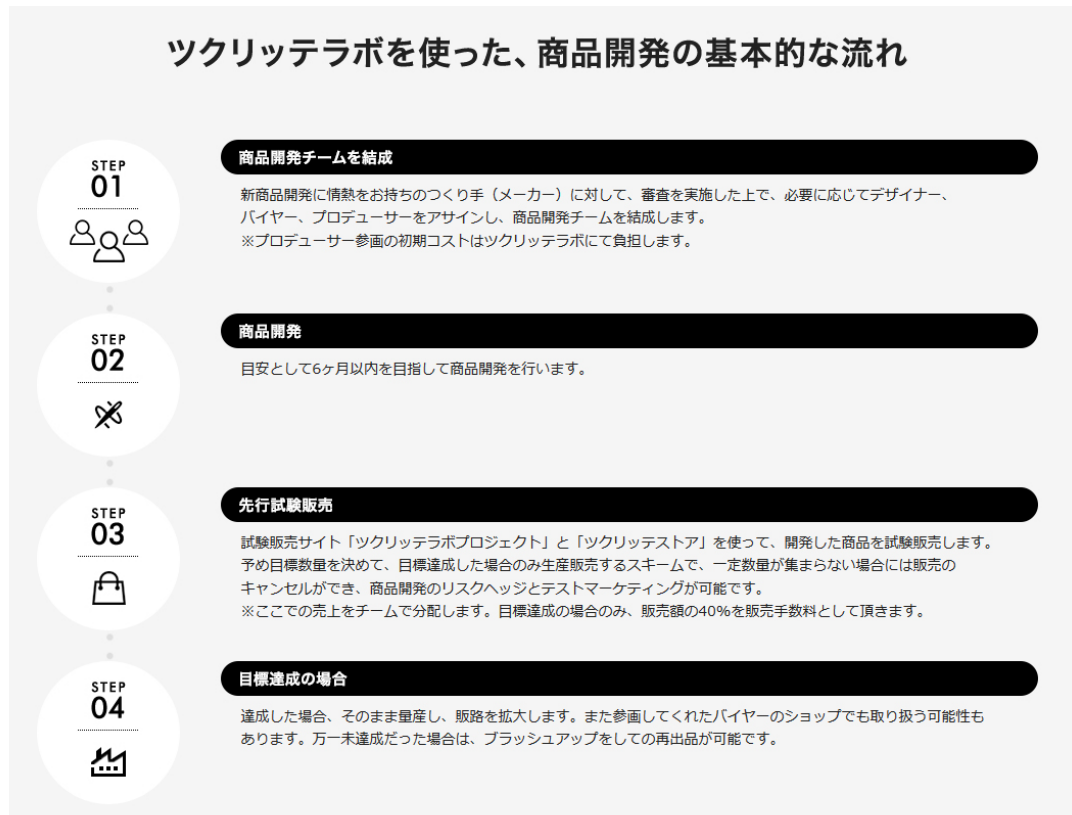 ツクリッテラボを使った、商品開発の基本的な流れ
STEP
01
商品開発チームを結成
新商品開発に情熱をお持ちのつくり手（メーカー）に対して、審査を実施した上で、必要に応じてデザイナー、
バイヤー、プロデューサーをアサインし、商品開発チームを結成します。
※プロデューサー参画の初期コストはツクリッテラボにて負担します。
STEP
02
商品開発
目安として6ヶ月以内を目指して商品開発を行います。
STEP
03
先行試験販売
試験販売サイト「ツクリッテラボプロジェクト」と「ツクリッテストア」を使って、開発した商品を試験販売します。
予め目標数量を決めて、目標達成した場合のみ生産販売するスキームで、一定数量が集まらない場合には販売の
キャンセルができ、商品開発のリスクヘッジとテストマーケティングが可能です。
※ここでの売上をチームで分配します。目標達成の場合のみ、販売額の40%を販売手数料として頂きます。
STEP
04
目標達成の場合
達成した場合、そのまま量産し、販路を拡大します。また参画してくれたバイヤーのショップでも取り扱う可能性も
あります。万一未達成だった場合は、ブラッシュアップをしての再出品が可能です。